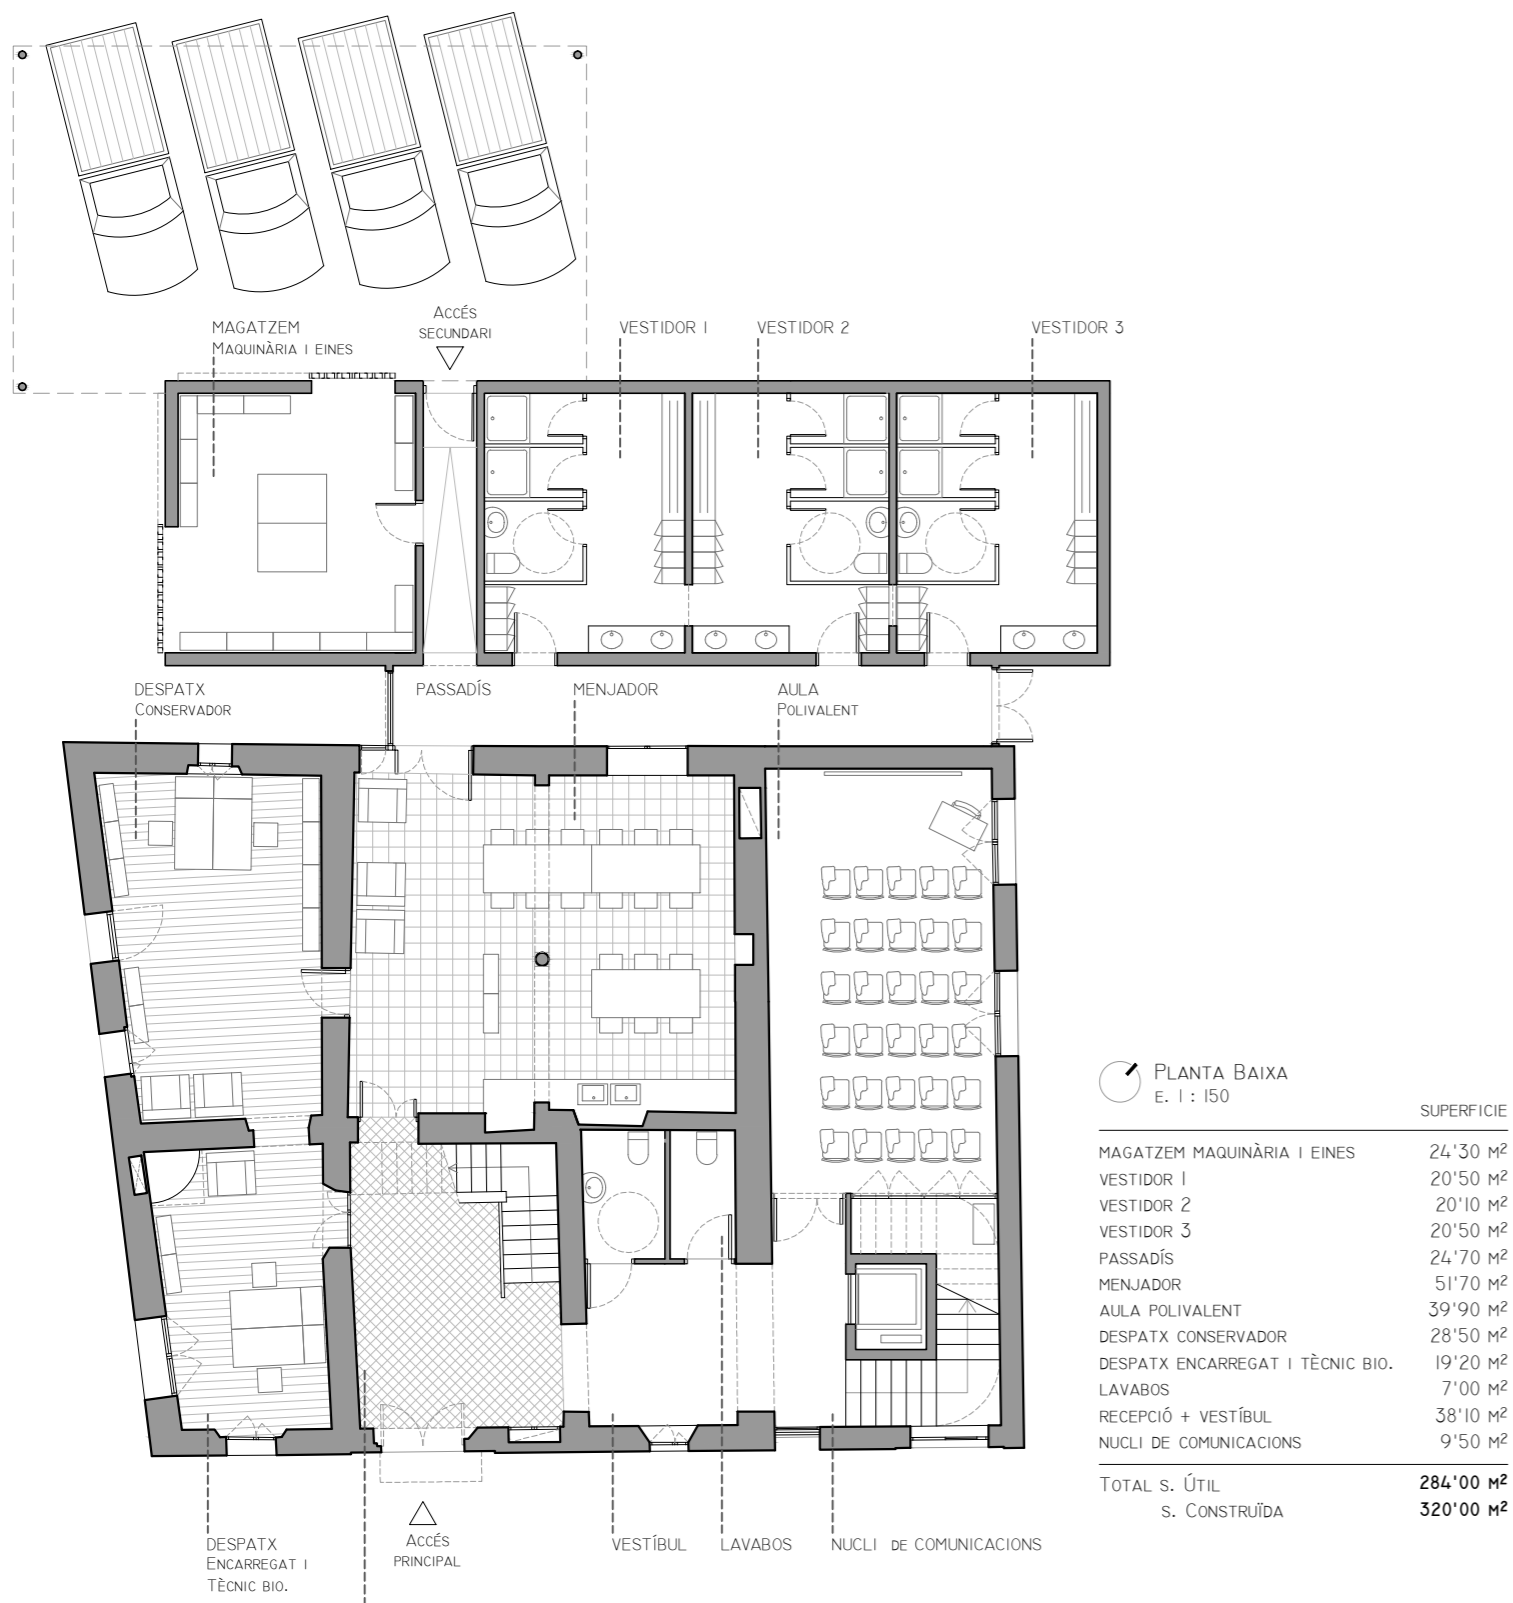 ACCÉS
SECUNDARI
MAGATZEM
MAQUINÀRIA I EINES
VESTIDOR 1
VESTIDOR 2
VESTIDOR 3
DESPATX
CONSERVADOR
PASSADÍS
MENJADOR
AULA
POLIVALENT
PLANTA BAIXA
E. 1 : 150
SUPERFICIE
MAGATZEM MAQUINÀRIA I EINES 24'30 M²
VESTIDOR 1 20'50 M²
VESTIDOR 2 20'10 M²
VESTIDOR 3 20'50 M²
PASSADÍS 24'70 M²
MENJADOR 51'70 M²
AULA POLIVALENT 39'90 M²
DESPATX CONSERVADOR 28'50 M²
DESPATX ENCARREGAT I TÈCNIC BIO. 19'20 M²
LAVABOS 7'00 M²
RECEPCIÓ + VESTÍBUL 38'10 M²
NUCLI DE COMUNICACIONS 9'50 M²
TOTAL S. ÚTIL 284'00 M²
S. CONSTRUÏDA 320'00 M²
DESPATX
ENCARREGAT I
TÈCNIC BIO.
ACCÉS
PRINCIPAL
VESTÍBUL
LAVABOS
NUCLI DE COMUNICACIONS